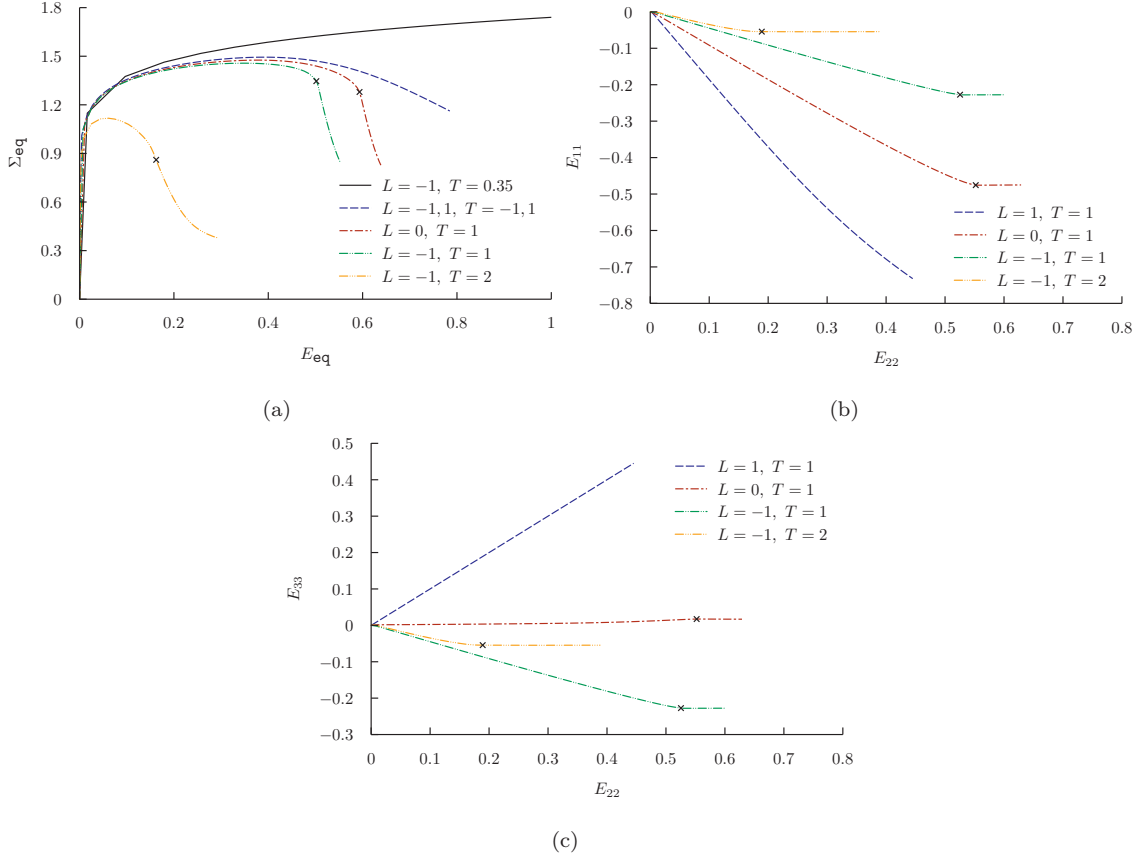 1.8
1.5
1.2
0.9
0.6
0.3
0
Σeq
0 0.2 0.4 0.6 0.8 1
Eeq
L = −1, T = 0.35
L = −1, 1, T = −1, 1
L = 0, T = 1
L = −1, T = 1
L = −1, T = 2
(a)
0
−0.1
−0.2
−0.3
−0.4
−0.5
−0.6
−0.7
−0.8
E11
0 0.1 0.2 0.3 0.4 0.5 0.6 0.7 0.8
E22
L = 1, T = 1
L = 0, T = 1
L = −1, T = 1
L = −1, T = 2
(b)
0.5
0.4
0.3
0.2
0.1
0
−0.1
−0.2
−0.3
E33
0 0.1 0.2 0.3 0.4 0.5 0.6 0.7 0.8
E22
L = 1, T = 1
L = 0, T = 1
L = −1, T = 1
L = −1, T = 2
(c)